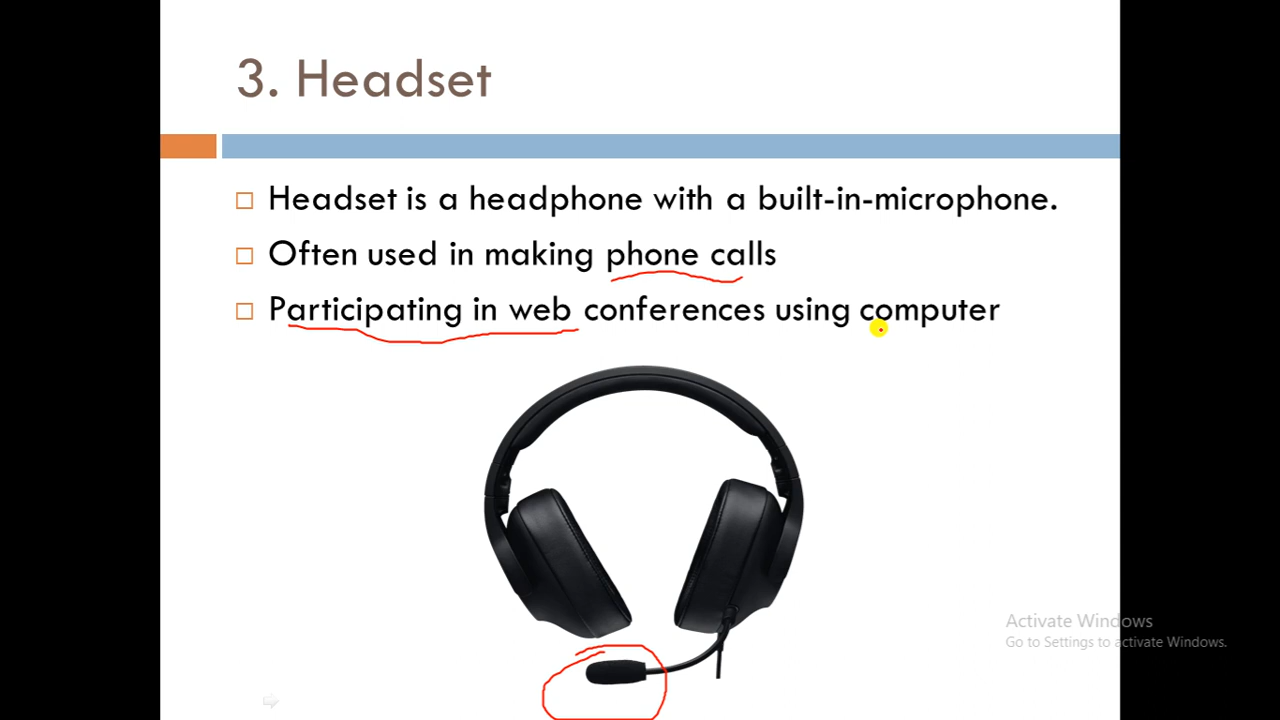 3. Headset
Headset is a headphone with a built-in-microphone.
Often used in making phone calls
Participating in web conferences using computer
Activate Windows
Go to Settings to activate Windows.